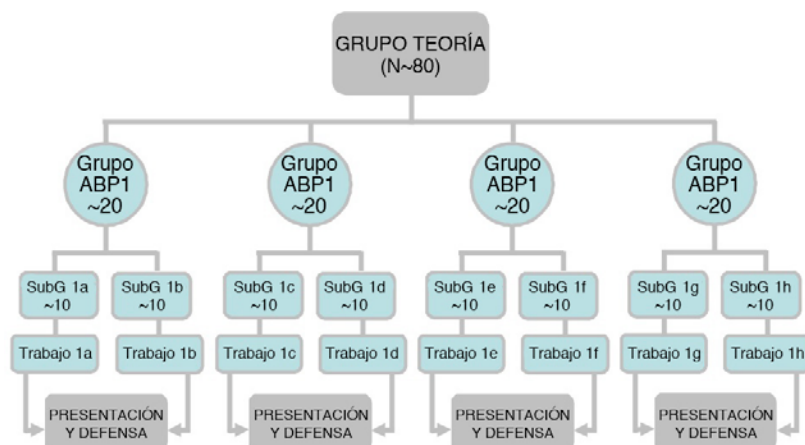 GRUPO TEORÍA
(N~80)
Grupo
ABP1
~20
Grupo
ABP1
~20
Grupo
ABP1
~20
Grupo
ABP1
~20
SubG 1a
~10
SubG 1b
~10
SubG 1c
~10
SubG 1d
~10
SubG 1e
~10
SubG 1f
~10
SubG 1g
~10
SubG 1h
~10
Trabajo 1a
Trabajo 1b
Trabajo 1c
Trabajo 1d
Trabajo 1e
Trabajo 1f
Trabajo 1g
Trabajo 1h
PRESENTACIÓN
Y DEFENSA
PRESENTACIÓN
Y DEFENSA
PRESENTACIÓN
Y DEFENSA
PRESENTACIÓN
Y DEFENSA